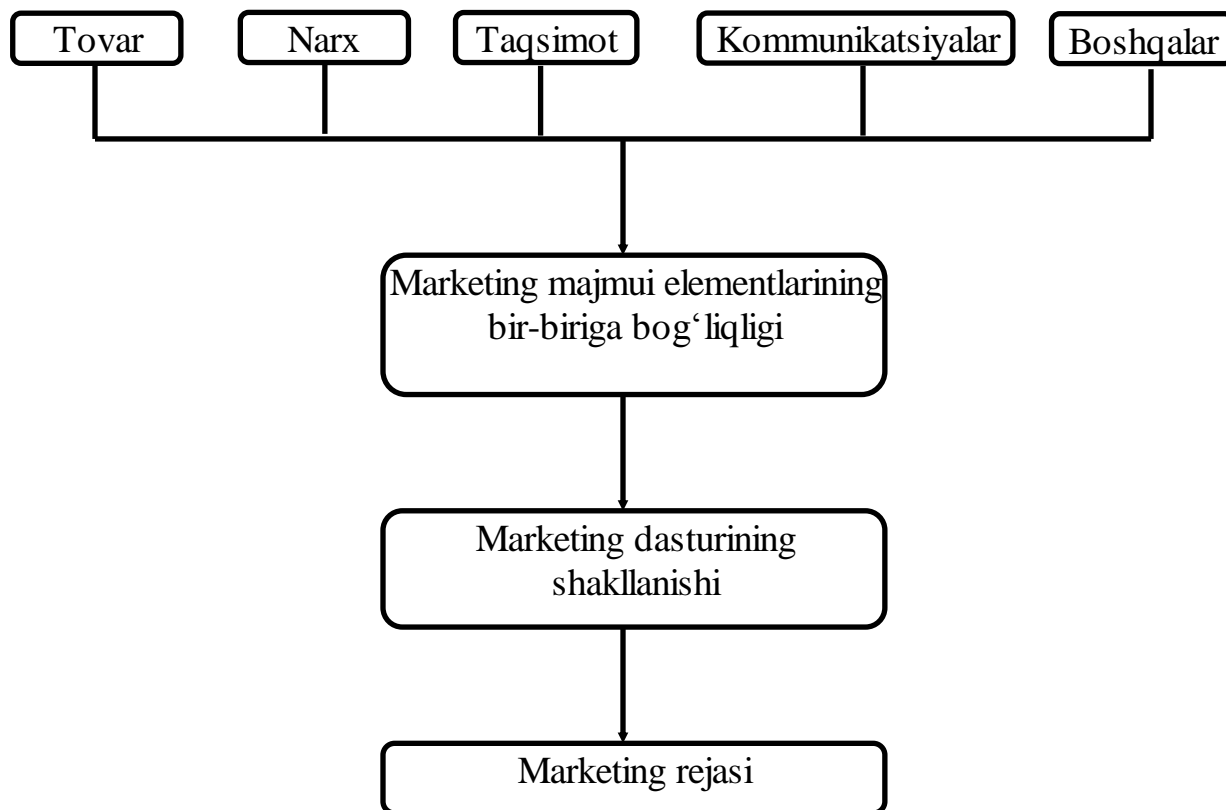 Tovar
Narx
Taqsimot
Kommunikatsiyalar
Boshqalar
Marketing majmui elementlarining
bir-biriga bog‘liqligi
Marketing dasturining
shakllanishi
Marketing rejasi